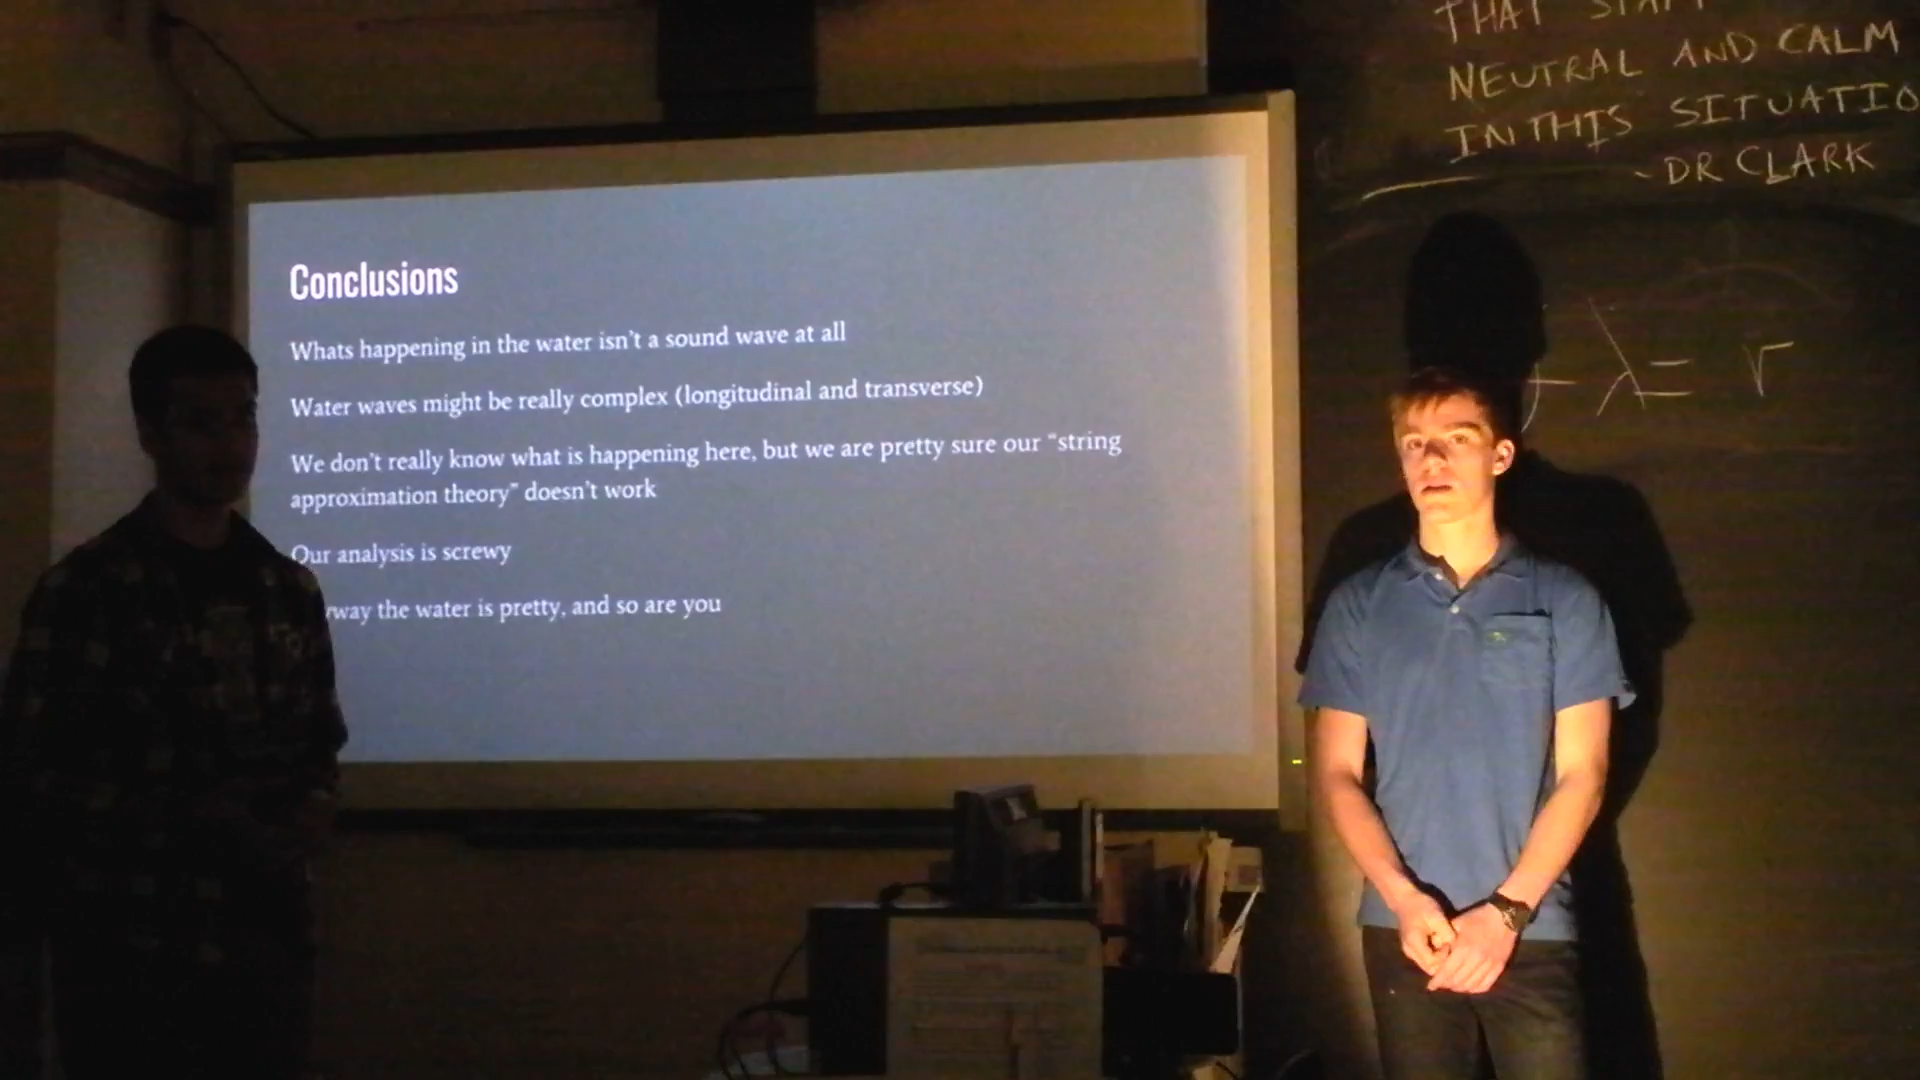 Conclusions
Whats happening in the water isn't a sound wave at all
Water waves might be really complex (longitudinal and transverse)
We don't really know what is happening here, but we are pretty sure our "string
approximation theory" doesn't work
Our analysis is screwy
way the water is pretty, and so are you
THAT
NEUTRAL AND CALM
IN THIS SITUATIO
- DR CLARK
λ = v